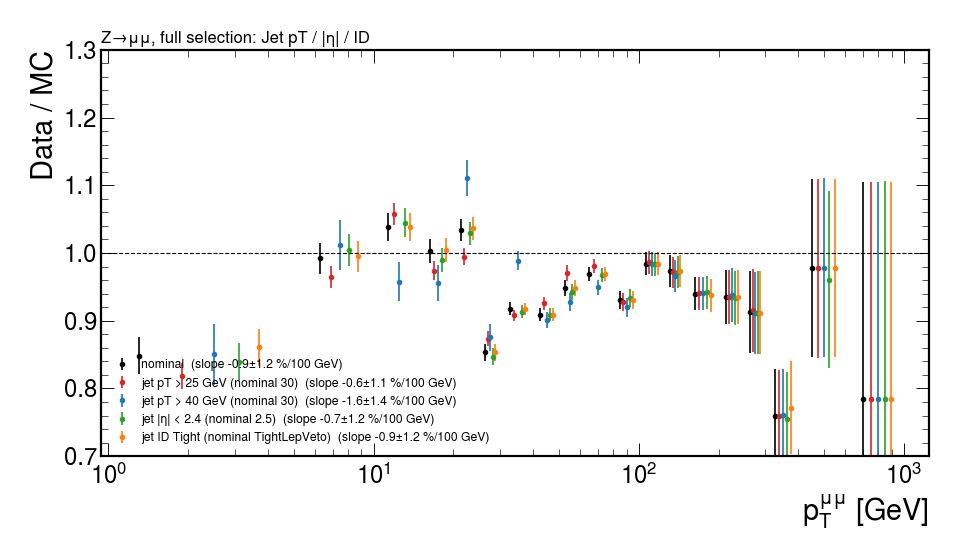 Z→μμ, full selection: Jet pT / |η| / ID
Data / MC
1.3
1.2
1.1
1.0
0.9
0.8
0.7
nominal (slope -0.9±1.2 %/100 GeV)
jet pT > 25 GeV (nominal 30) (slope -0.6±1.1 %/100 GeV)
jet pT > 40 GeV (nominal 30) (slope -1.6±1.4 %/100 GeV)
jet |η| < 2.4 (nominal 2.5) (slope -0.7±1.2 %/100 GeV)
jet ID Tight (nominal TightLepVeto) (slope -0.9±1.2 %/100 GeV)
10⁰ 10¹ 10² 10³
p_T^μμ [GeV]